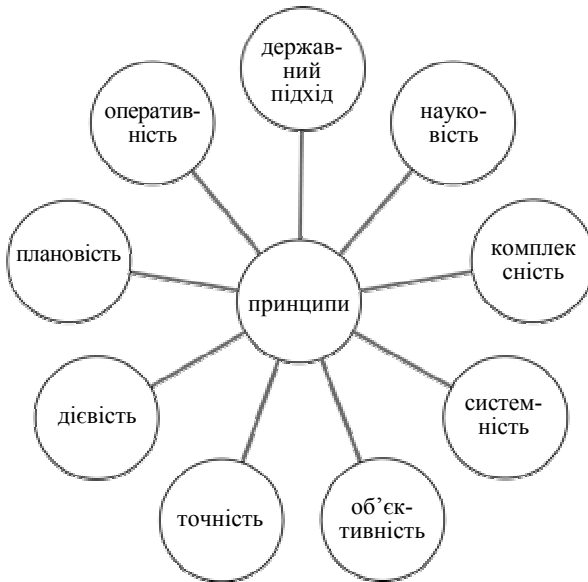 держав-
ний
підхід
науко-
вість
комплек
сність
систем-
ність
об’єк-
тивність
точність
дієвість
плановість
оператив-
ність
принципи